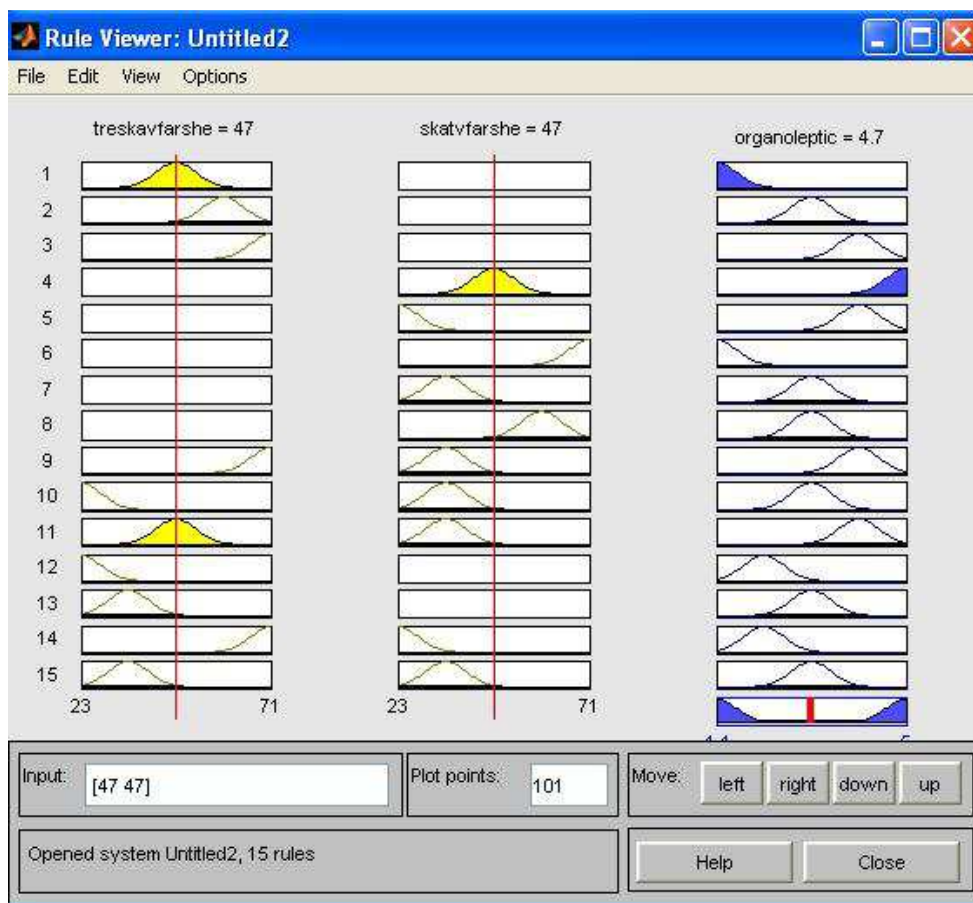 Rule Viewer: Untitled2
File Edit View Options
treskavfarshe = 47
skatvfarshe = 47
organoleptic = 4.7
1
2
3
4
5
6
7
8
9
10
11
12
13
14
15
23 71
23 71
5
Input: [47 47]
Plot points: 101
Move: left right down up
Opened system Untitled2, 15 rules
Help Close